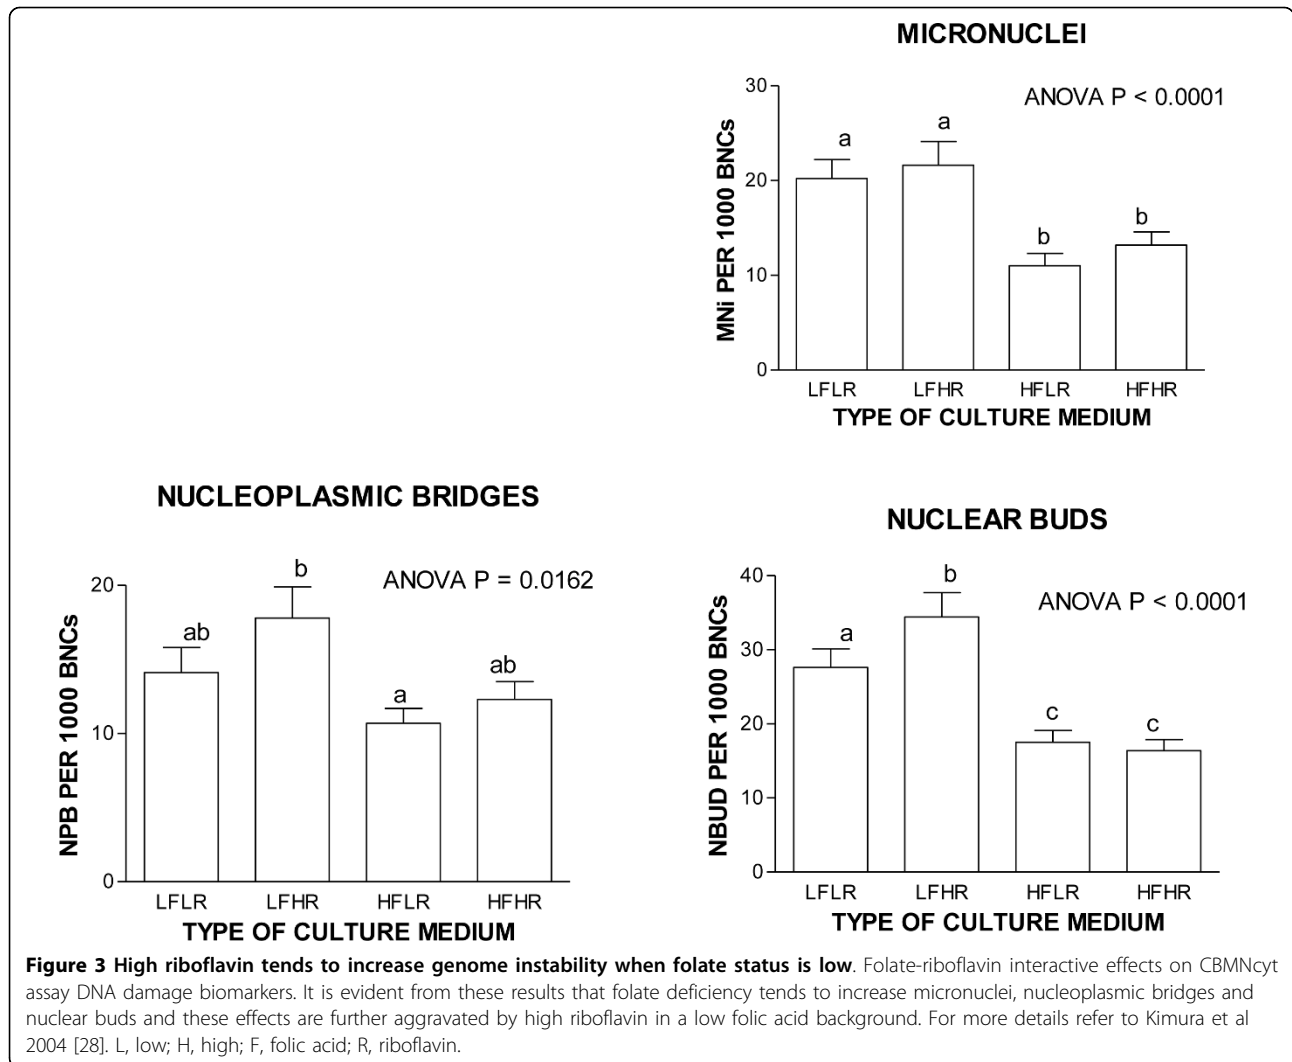 MICRONUCLEI
ANOVA P < 0.0001
MNi PER 1000 BNCs
30
20
10
0
a
a
b
b
LFLR LFHR HFLR HFHR
TYPE OF CULTURE MEDIUM
NUCLEOPLASMIC BRIDGES
ANOVA P = 0.0162
NPB PER 1000 BNCs
20
10
0
ab
b
a
ab
LFLR LFHR HFLR HFHR
TYPE OF CULTURE MEDIUM
NUCLEAR BUDS
ANOVA P < 0.0001
NBUD PER 1000 BNCs
40
30
20
10
0
a
b
c
c
LFLR LFHR HFLR HFHR
TYPE OF CULTURE MEDIUM
Figure 3 High riboflavin tends to increase genome instability when folate status is low. Folate-riboflavin interactive effects on CBMNcyt
assay DNA damage biomarkers. It is evident from these results that folate deficiency tends to increase micronuclei, nucleoplasmic bridges and
nuclear buds and these effects are further aggravated by high riboflavin in a low folic acid background. For more details refer to Kimura et al
2004 [28]. L, low; H, high; F, folic acid; R, riboflavin.